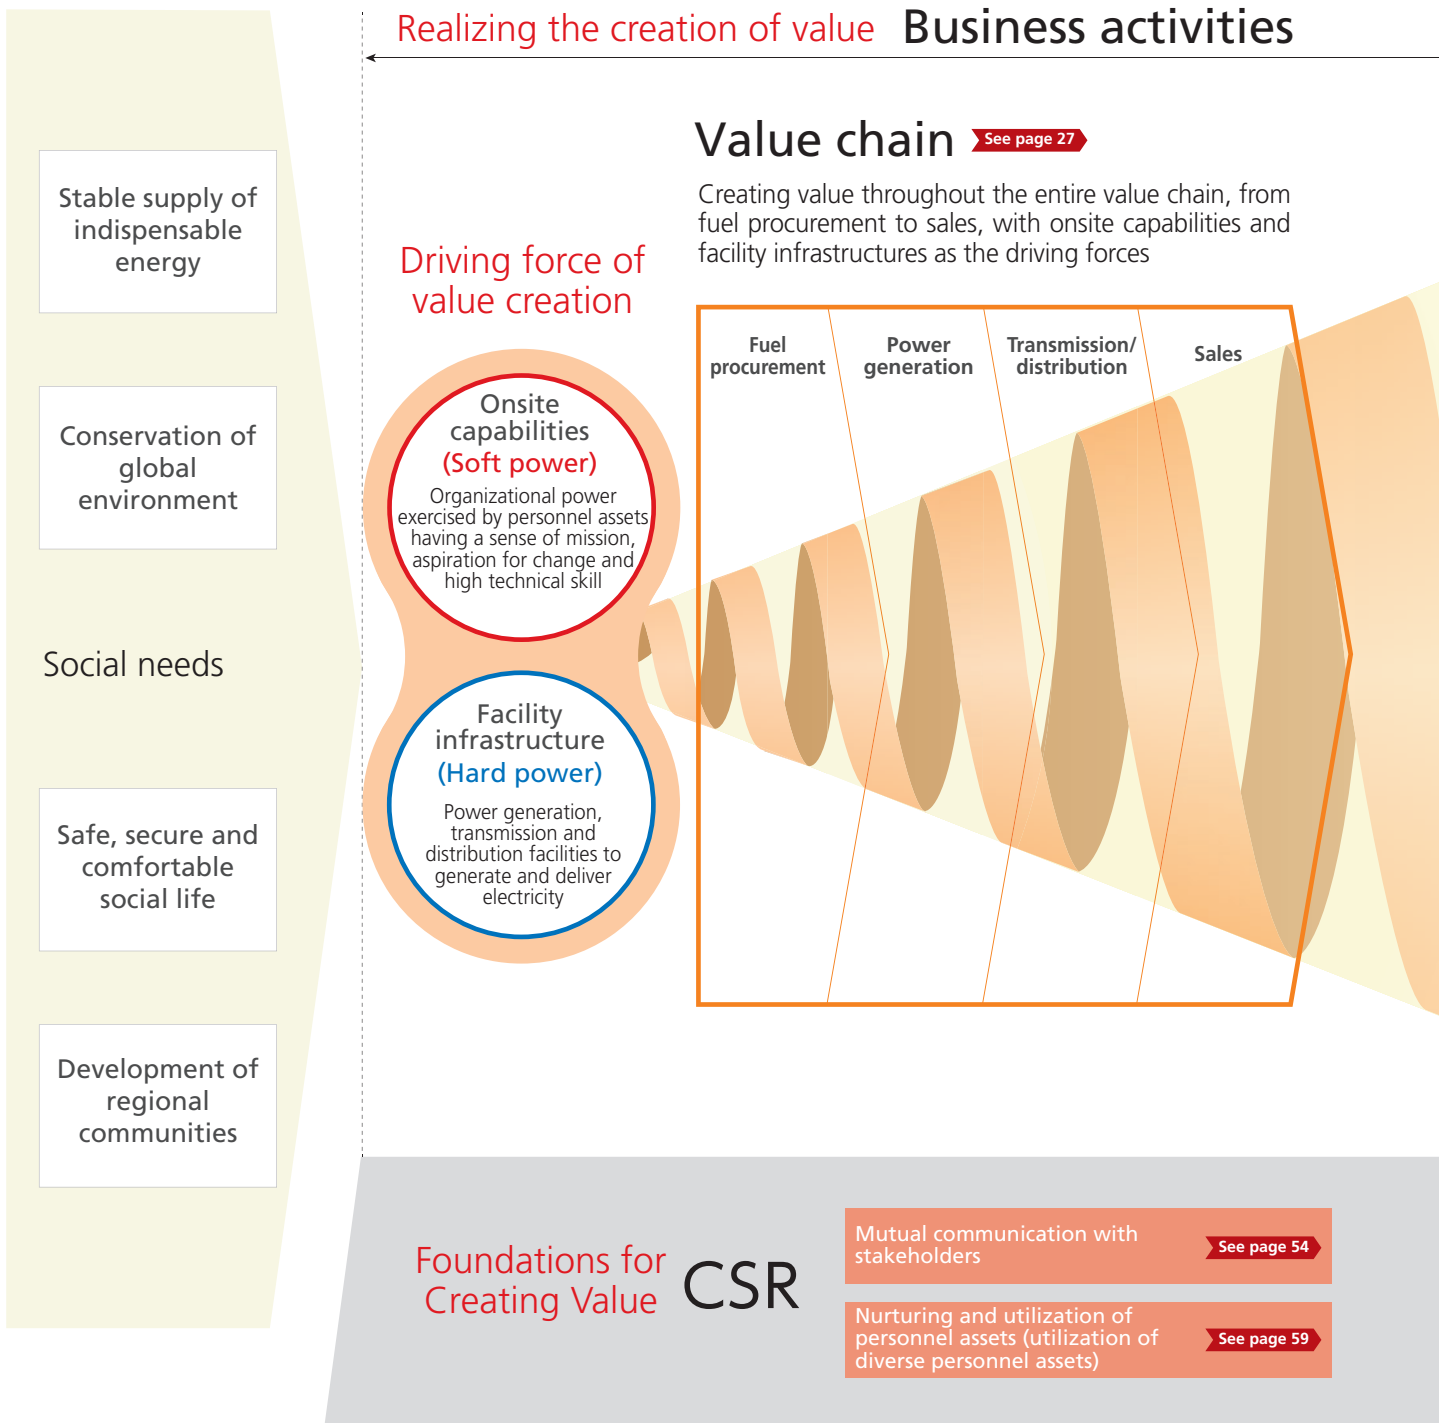 Realizing the creation of value Business activities
Value chain See page 27
Creating value throughout the entire value chain, from
fuel procurement to sales, with onsite capabilities and
facility infrastructures as the driving forces
Stable supply of
indispensable
energy
Conservation of
global
environment
Social needs
Safe, secure and
comfortable
social life
Development of
regional
communities
Driving force of
value creation
Onsite
capabilities
(Soft power)
Organizational power
exercised by personnel assets
having a sense of mission,
aspiration for change and
high technical skill
Facility
infrastructure
(Hard power)
Power generation,
transmission and
distribution facilities to
generate and deliver
electricity
Fuel
procurement
Power
generation
Transmission/
distribution
Sales
Foundations for
Creating Value
CSR
Mutual communication with
stakeholders
See page 54
Nurturing and utilization of
personnel assets (utilization of
diverse personnel assets)
See page 59